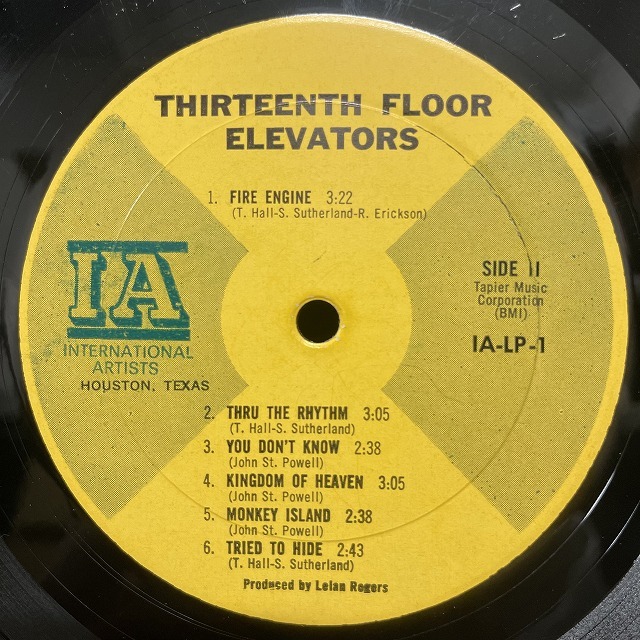 THIRTEENTH FLOOR
ELEVATORS
1. FIRE ENGINE 3:22
(T. Hall-S. Sutherland-R. Erickson)
IA
INTERNATIONAL
ARTISTS
HOUSTON, TEXAS
SIDE II
Tapier Music
Corporation
(BMI)
IA-LP-1
2. THRU THE RHYTHM 3:05
(T. Hall-S. Sutherland)
3. YOU DON'T KNOW 2:38
(John St. Powell)
4. KINGDOM OF HEAVEN 3:05
(John St. Powell)
5. MONKEY ISLAND 2:38
(John St. Powell)
6. TRIED TO HIDE 2:43
(T. Hall-S. Sutherland)
Produced by Lelan Rogers